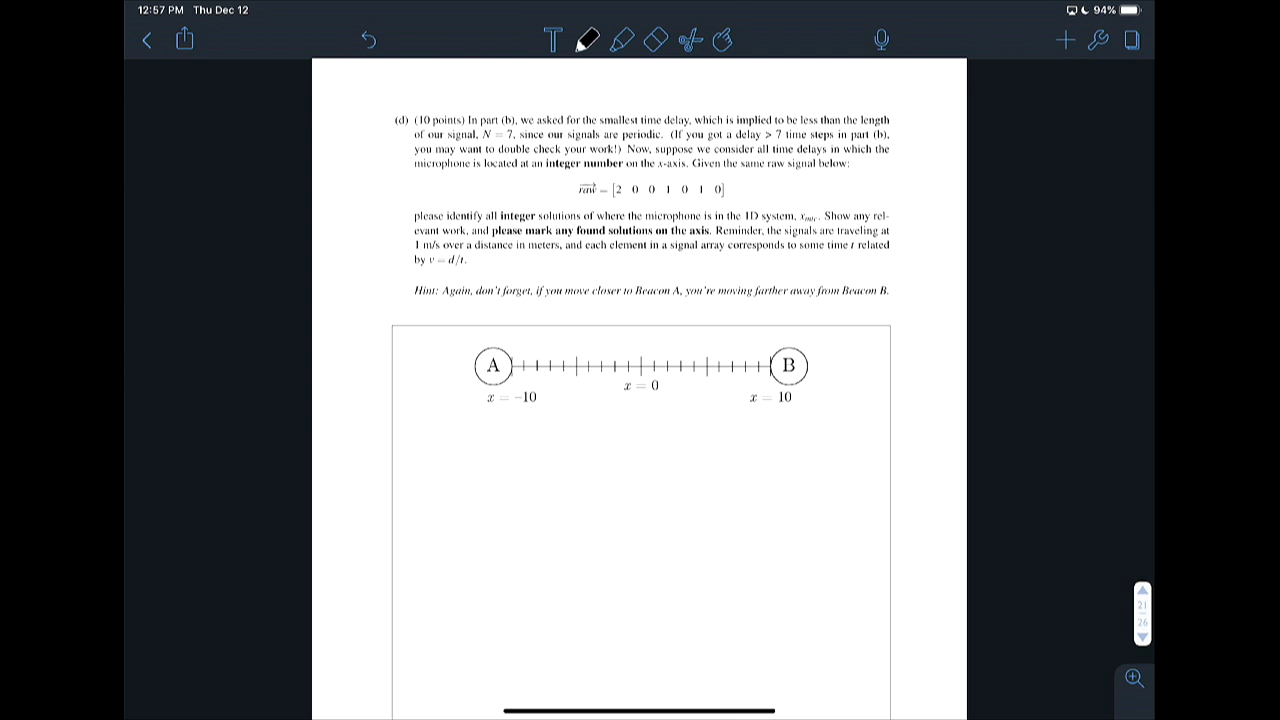 12:57 PM Thu Dec 12
94%
(d) (10 points) In part (b), we asked for the smallest time delay, which is implied to be less than the length
of our signal, N = 7, since our signals are periodic. (If you got a delay > 7 time steps in part (b),
you may want to double check your work!) Now, suppose we consider all time delays in which the
microphone is located at an integer number on the x-axis. Given the same raw signal below:
raw = [2 0 0 1 0 1 0]
please identify all integer solutions of where the microphone is in the 1D system, x_mic. Show any rel-
evant work, and please mark any found solutions on the axis. Reminder, the signals are traveling at
1 m/s over a distance in meters, and each element in a signal array corresponds to some time t related
by v = d/t.
Hint: Again, don't forget, if you move closer to Beacon A, you're moving farther away from Beacon B.
A B
x = 0
x = −10 x = 10
21
26